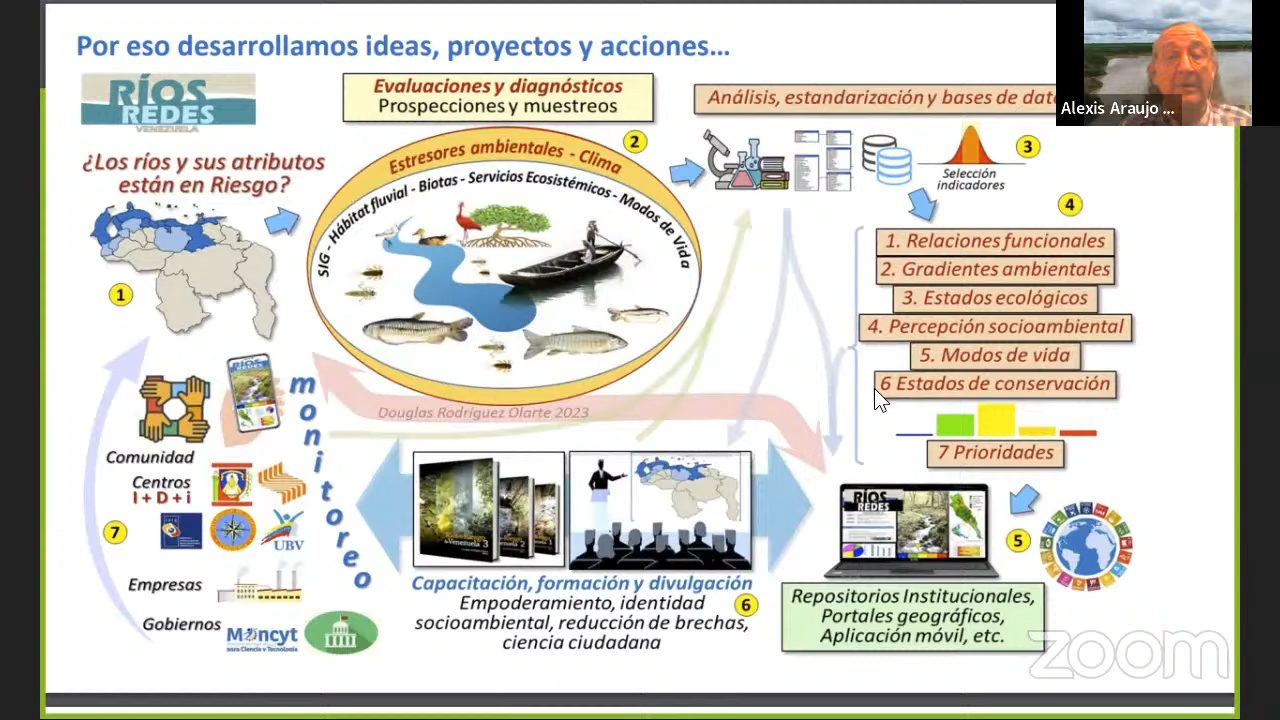 Por eso desarrollamos ideas, proyectos y acciones...
RÍOS
REDES
VENEZUELA
Evaluaciones y diagnósticos
Prospecciones y muestreos
Análisis, estandarización y bases de dat
Alexis Araujo ...
¿Los ríos y sus atributos
están en Riesgo?
1
2
Estresores ambientales - Clima
SIG - Hábitat fluvial - Biotas - Servicios Ecosistémicos - Modos de Vida
Douglas Rodríguez Olarte 2023
3
Selección
indicadores
4
1. Relaciones funcionales
2. Gradientes ambientales
3. Estados ecológicos
4. Percepción socioambiental
5. Modos de vida
6 Estados de conservación
7 Prioridades
5
RÍOS
REDES
Repositorios Institucionales,
Portales geográficos,
Aplicación móvil, etc.
Capacitación, formación y divulgación
Empoderamiento, identidad
socioambiental, reducción de brechas,
ciencia ciudadana
6
monitoreo
Comunidad
Centros
I + D + i
7
UBV
Empresas
Gobiernos
Mincyt
para Ciencia y Tecnología
zoom